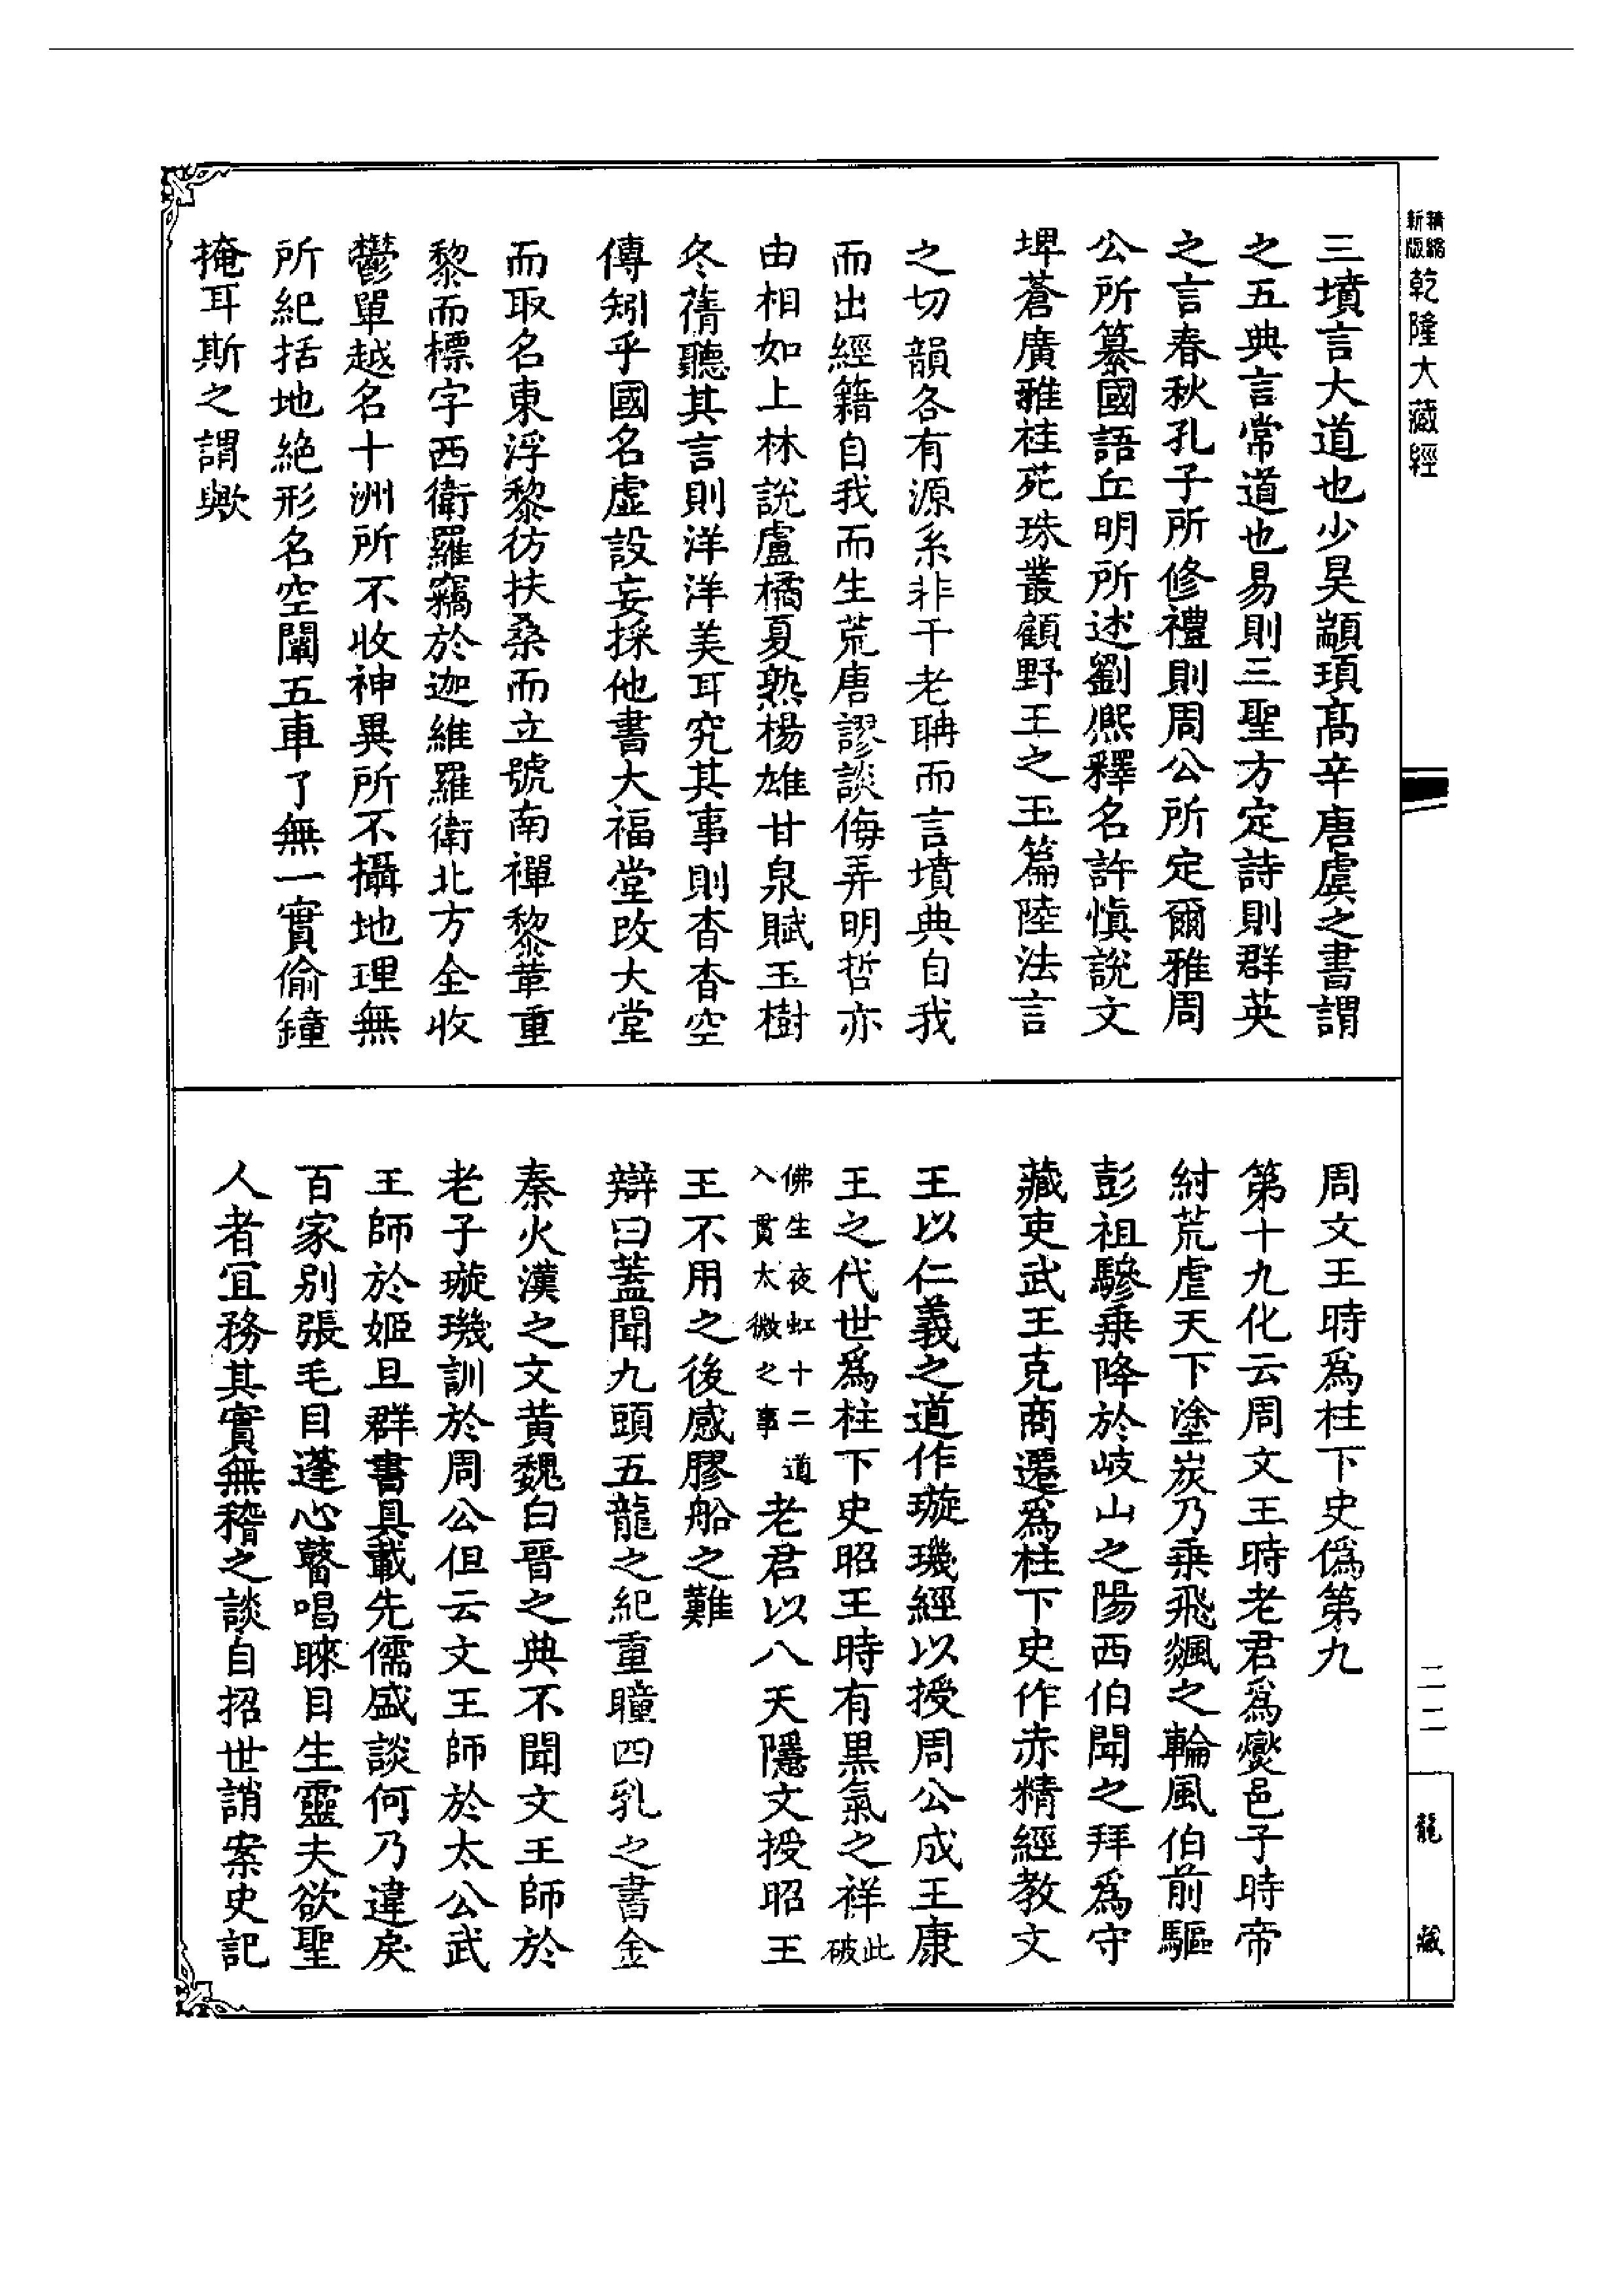 新版精縮乾隆大藏經
三墳言大道也少昊顓頊高辛唐虞之書謂
之五典言常道也易則三聖方定詩則群英
之言春秋孔子所修禮則周公所定爾雅周
公所纂國語丘明所述劉熈釋名許慎說文
埤蒼廣雅桂苑珠叢顧野王之玉篇陸法言
之切韻各有源系非干老聃而言墳典自我
而出經籍自我而生荒唐謬談侮弄明哲亦
由相如上林說盧橘夏熟楊雄甘泉賦玉樹
冬蒨聽其言則洋洋美耳究其事則杳杳空
傳矧乎國名虛設妄採他書大福堂改大堂
而取名東浮黎彷扶桑而立號南禪黎葦重
黎而標字西衛羅竊於迦維羅衛北方全收
鬱單越名十洲所不收神異所不攝地理無
所紀括地絶形名空闡五車了無一實偷鐘
掩耳斯之謂歟
周文王時爲柱下史僞第九
第十九化云周文王時老君爲爕邑子時帝
紂荒虐天下塗炭乃乗飛飊之輪風伯前驅
彭祖驂乗降於岐山之陽西伯聞之拜爲守
藏吏武王克商遷爲柱下史作赤精經教文
王以仁義之道作璇璣經以授周公成王康
王之代世爲柱下史昭王時有黒氣之祥此破
佛生夜虹十二道入貫太微之事老君以八天隱文授昭王
王不用之後感膠船之難
辯曰蓋聞九頭五龍之紀重瞳四乳之書金
秦火漢之文黄魏白晉之典不聞文王師於
老子璇璣訓於周公但云文王師於太公武
王師於姬旦群書具載先儒盛談何乃違戾
百家别張毛目蓬心瞽唱睞目生靈夫欲聖
人者宜務其實無稽之談自招世誚案史記
二二
龍藏